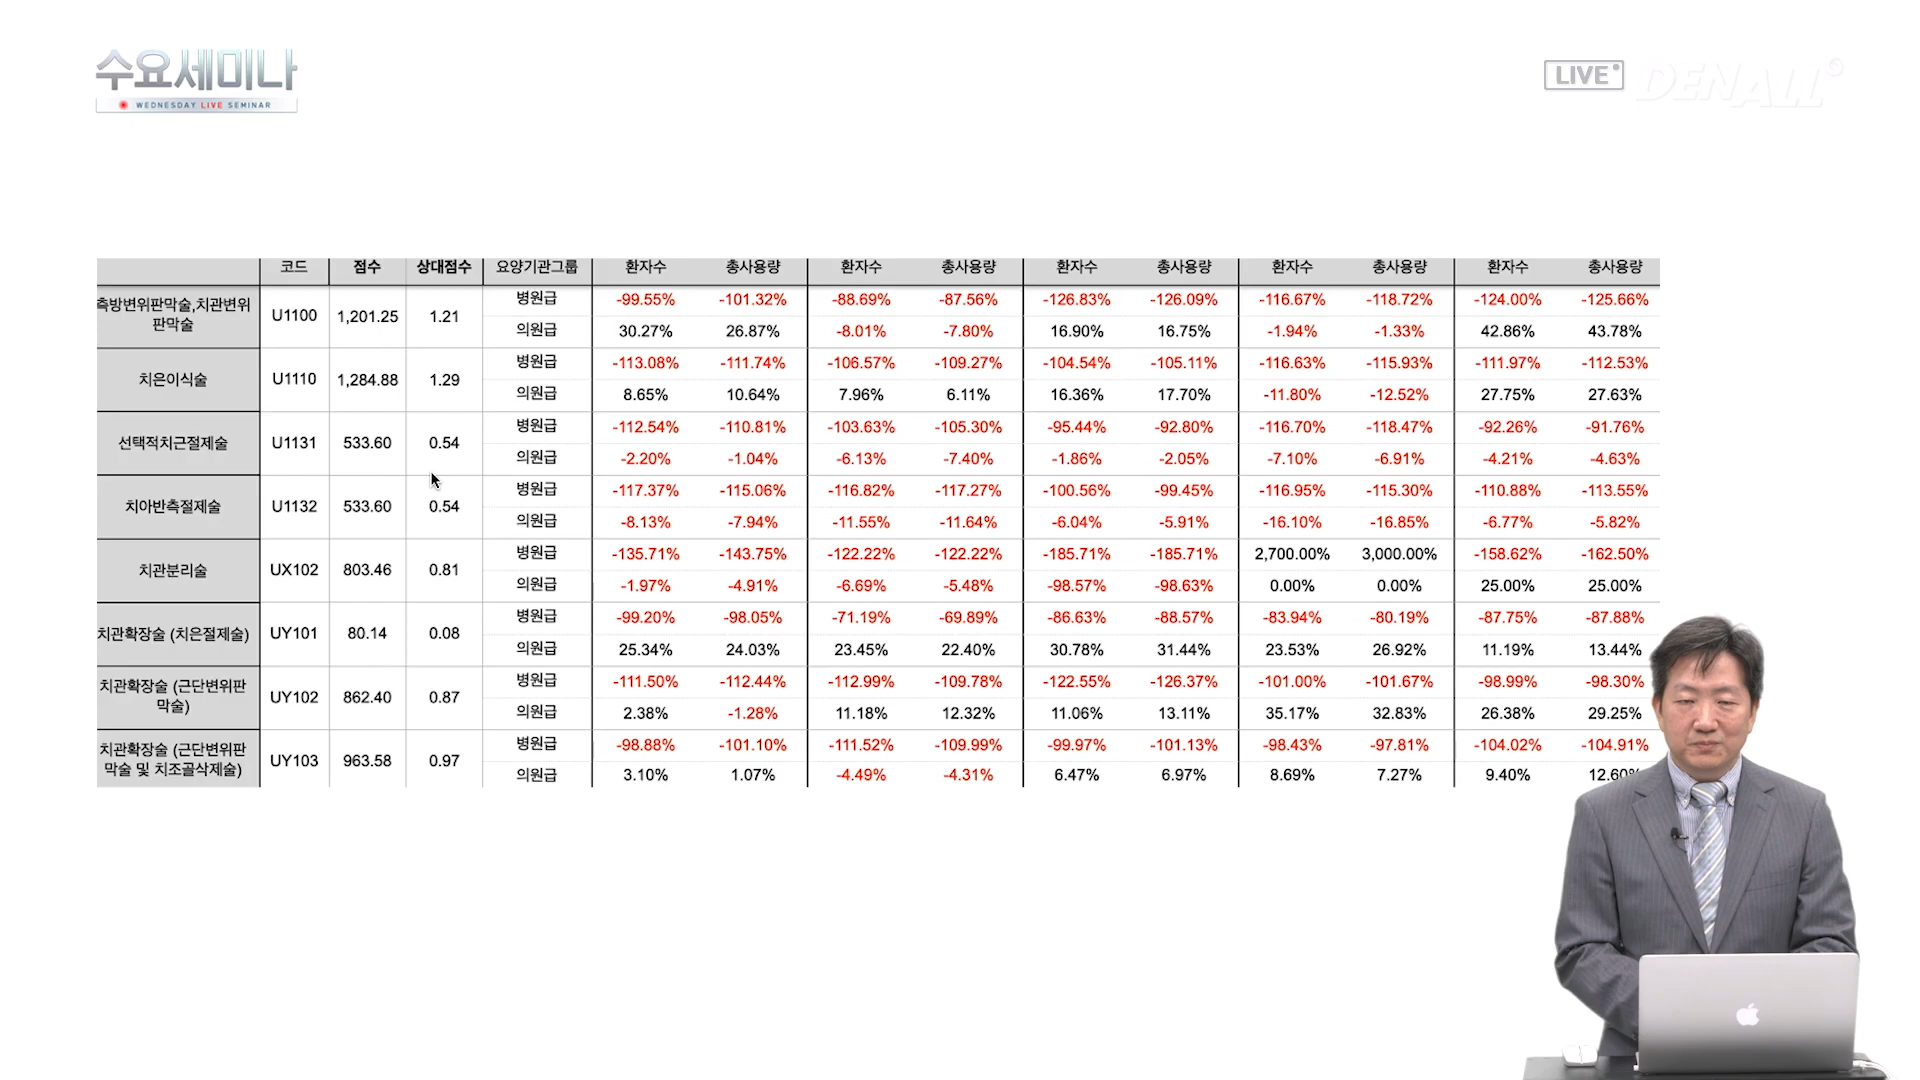 수요세미나
WEDNESDAY LIVE SEMINAR
LIVE
DENALL
코드 점수 상대점수 요양기관그룹 환자수 총사용량 환자수 총사용량 환자수 총사용량 환자수 총사용량 환자수 총사용량
측방변위판막술,치관변위
판막술
U1100 1,201.25 1.21
병원급 -99.55% -101.32% -88.69% -87.56% -126.83% -126.09% -116.67% -118.72% -124.00% -125.66%
의원급 30.27% 26.87% -8.01% -7.80% 16.90% 16.75% -1.94% -1.33% 42.86% 43.78%
치은이식술 U1110 1,284.88 1.29
병원급 -113.08% -111.74% -106.57% -109.27% -104.54% -105.11% -116.63% -115.93% -111.97% -112.53%
의원급 8.65% 10.64% 7.96% 6.11% 16.36% 17.70% -11.80% -12.52% 27.75% 27.63%
선택적치근절제술 U1131 533.60 0.54
병원급 -112.54% -110.81% -103.63% -105.30% -95.44% -92.80% -116.70% -118.47% -92.26% -91.76%
의원급 -2.20% -1.04% -6.13% -7.40% -1.86% -2.05% -7.10% -6.91% -4.21% -4.63%
치아반측절제술 U1132 533.60 0.54
병원급 -117.37% -115.06% -116.82% -117.27% -100.56% -99.45% -116.95% -115.30% -110.88% -113.55%
의원급 -8.13% -7.94% -11.55% -11.64% -6.04% -5.91% -16.10% -16.85% -6.77% -5.82%
치관분리술 UX102 803.46 0.81
병원급 -135.71% -143.75% -122.22% -122.22% -185.71% -185.71% 2,700.00% 3,000.00% -158.62% -162.50%
의원급 -1.97% -4.91% -6.69% -5.48% -98.57% -98.63% 0.00% 0.00% 25.00% 25.00%
치관확장술 (치은절제술) UY101 80.14 0.08
병원급 -99.20% -98.05% -71.19% -69.89% -86.63% -88.57% -83.94% -80.19% -87.75% -87.88%
의원급 25.34% 24.03% 23.45% 22.40% 30.78% 31.44% 23.53% 26.92% 11.19% 13.44%
치관확장술 (근단변위판
막술)
UY102 862.40 0.87
병원급 -111.50% -112.44% -112.99% -109.78% -122.55% -126.37% -101.00% -101.67% -98.99% -98.30%
의원급 2.38% -1.28% 11.18% 12.32% 11.06% 13.11% 35.17% 32.83% 26.38% 29.25%
치관확장술 (근단변위판
막술 및 치조골삭제술)
UY103 963.58 0.97
병원급 -98.88% -101.10% -111.52% -109.99% -99.97% -101.13% -98.43% -97.81% -104.02% -104.91%
의원급 3.10% 1.07% -4.49% -4.31% 6.47% 6.97% 8.69% 7.27% 9.40% 12.60%